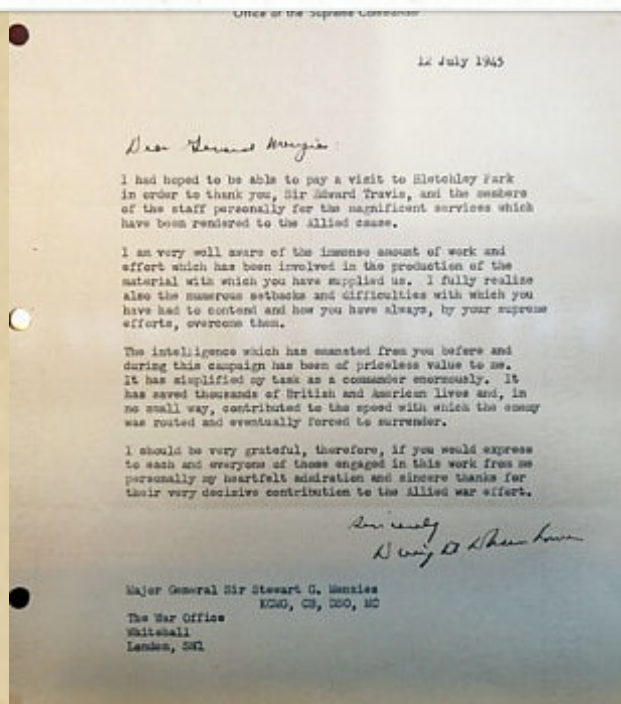 Office of the Supreme Commander
12 July 1945
Dear General Menzies:
I had hoped to be able to pay a visit to Bletchley Park
in order to thank you, Sir Edward Travis, and the members
of the staff personally for the magnificent services which
have been rendered to the Allied cause.
I am very well aware of the immense amount of work and
effort which has been involved in the production of the
material with which you have supplied us. I fully realize
also the numerous setbacks and difficulties with which you
have had to contend and how you have always, by your supreme
efforts, overcome them.
The intelligence which has emanated from you before and
during this campaign has been of priceless value to me.
It has simplified my task as a commander enormously. It
has saved thousands of British and American lives and, in
no small way, contributed to the speed with which the enemy
was routed and eventually forced to surrender.
I should be very grateful, therefore, if you would express
to each and everyone of those engaged in this work from me
personally my heartfelt admiration and sincere thanks for
their very decisive contribution to the Allied war effort.
Sincerely
Dwight D Eisenhower
Major General Sir Stewart G. Menzies
KCMG, CB, DSO, MC
The War Office
Whitehall
London, SW1